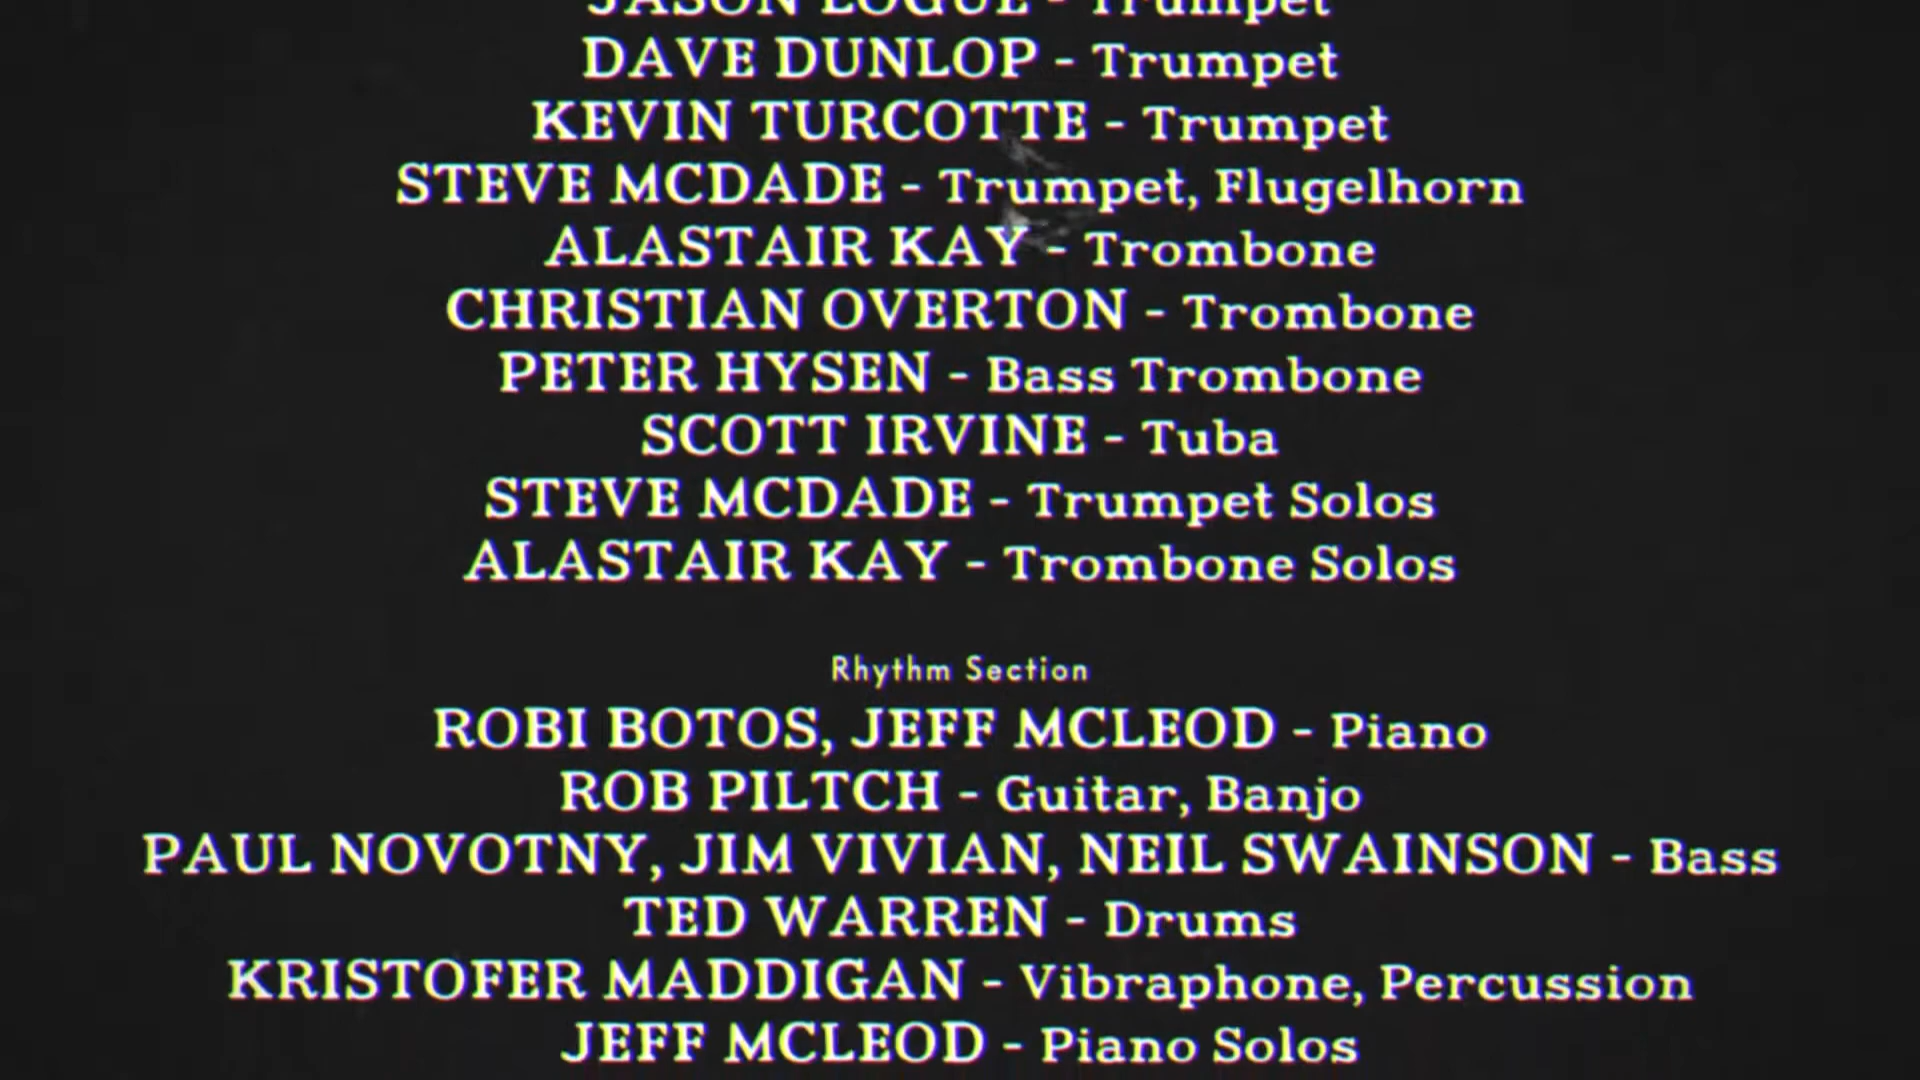 JASON LOGUE - Trumpet
DAVE DUNLOP - Trumpet
KEVIN TURCOTTE - Trumpet
STEVE MCDADE - Trumpet, Flugelhorn
ALASTAIR KAY - Trombone
CHRISTIAN OVERTON - Trombone
PETER HYSEN - Bass Trombone
SCOTT IRVINE - Tuba
STEVE MCDADE - Trumpet Solos
ALASTAIR KAY - Trombone Solos
Rhythm Section
ROBI BOTOS, JEFF MCLEOD - Piano
ROB PILTCH - Guitar, Banjo
PAUL NOVOTNY, JIM VIVIAN, NEIL SWAINSON - Bass
TED WARREN - Drums
KRISTOFER MADDIGAN - Vibraphone, Percussion
JEFF MCLEOD - Piano Solos